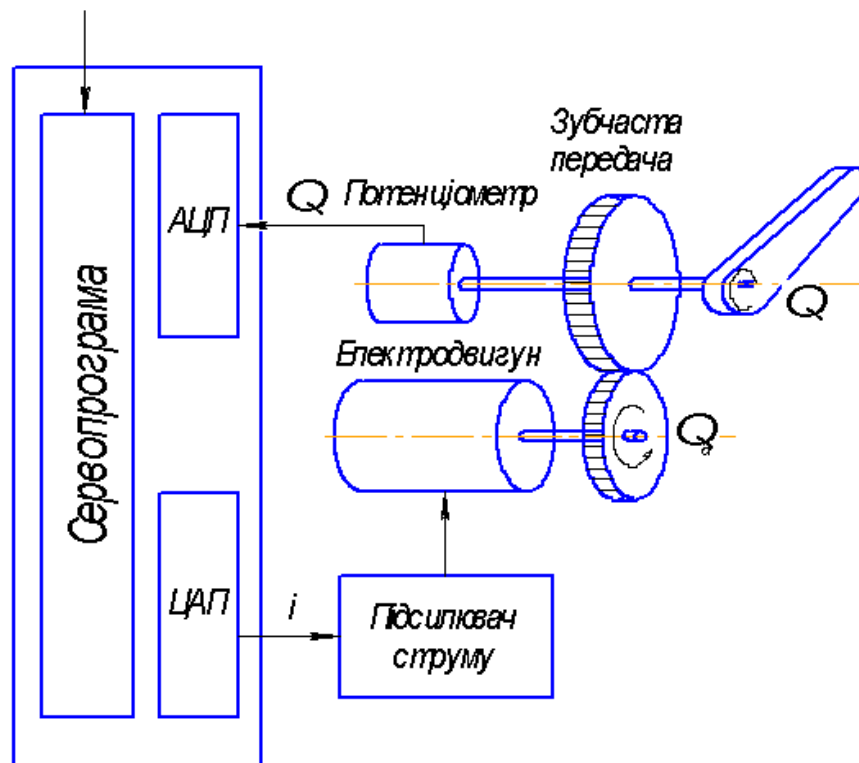 Зубчаста
передача
Q Потенціометр
АЦП
Q
Електродвигун
Qд
Сервопрограма
ЦАП
i
Підсилювач
струму